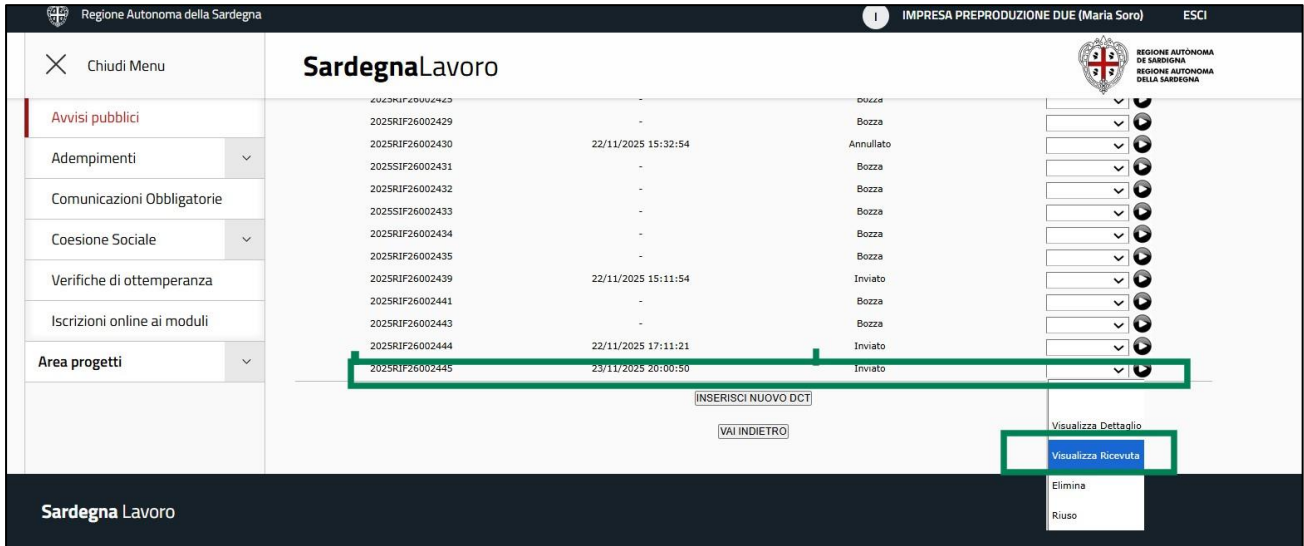 Regione Autonoma della Sardegna
I IMPRESA PREPRODUZIONE DUE (Maria Soro) ESCI
Chiudi Menu
SardegnaLavoro
REGIONE AUTÒNOMA
DE SARDIGNA
REGIONE AUTONOMA
DELLA SARDEGNA
Avvisi pubblici
Adempimenti
Comunicazioni Obbligatorie
Coesione Sociale
Verifiche di ottemperanza
Iscrizioni online ai moduli
Area progetti
2025RIF26002425 - Bozza
2025RIF26002429 - Bozza
2025RIF26002430 22/11/2025 15:32:54 Annullato
2025SIF26002431 - Bozza
2025RIF26002432 - Bozza
2025SIF26002433 - Bozza
2025RIF26002434 - Bozza
2025RIF26002435 - Bozza
2025RIF26002439 22/11/2025 15:11:54 Inviato
2025RIF26002441 - Bozza
2025RIF26002443 - Bozza
2025RIF26002444 22/11/2025 17:11:21 Inviato
2025RIF26002445 23/11/2025 20:00:50 Inviato
INSERISCI NUOVO DCT
VAI INDIETRO
Visualizza Dettaglio
Visualizza Ricevuta
Elimina
Riuso
Sardegna Lavoro